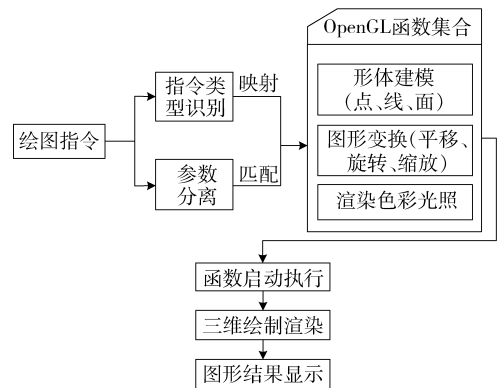 绘图指令
指令类
型识别
映射
参数
分离
匹配
OpenGL函数集合
形体建模
(点、线、面)
图形变换(平移、
旋转、缩放)
渲染色彩光照
函数启动执行
三维绘制渲染
图形结果显示